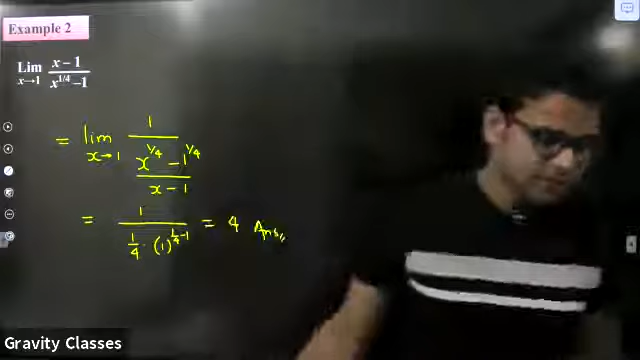 Example 2
Lim x→1 (x – 1)/(x^{1/4} – 1)
= lim x→1 1/((x^{1/4} – 1^{1/4})/(x – 1))
= 1/(1/4 · (1)^{1/4 – 1}) = 4 Ans,,
Gravity Classes